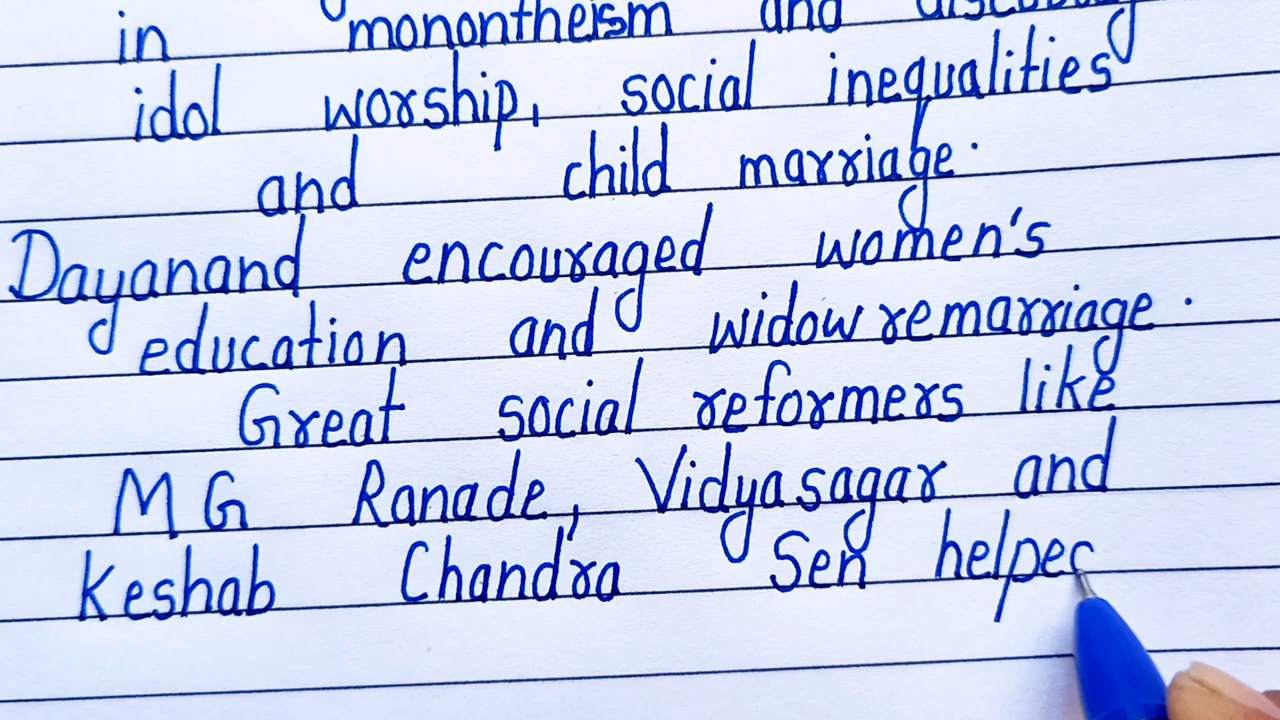 in monontheism and
idol worship, social inequalities
and child marriage.
Dayanand encouraged women's
education and widow remarriage.
Great social reformers like
M G Ranade, Vidyasagar and
Keshab Chandra Sen helpec